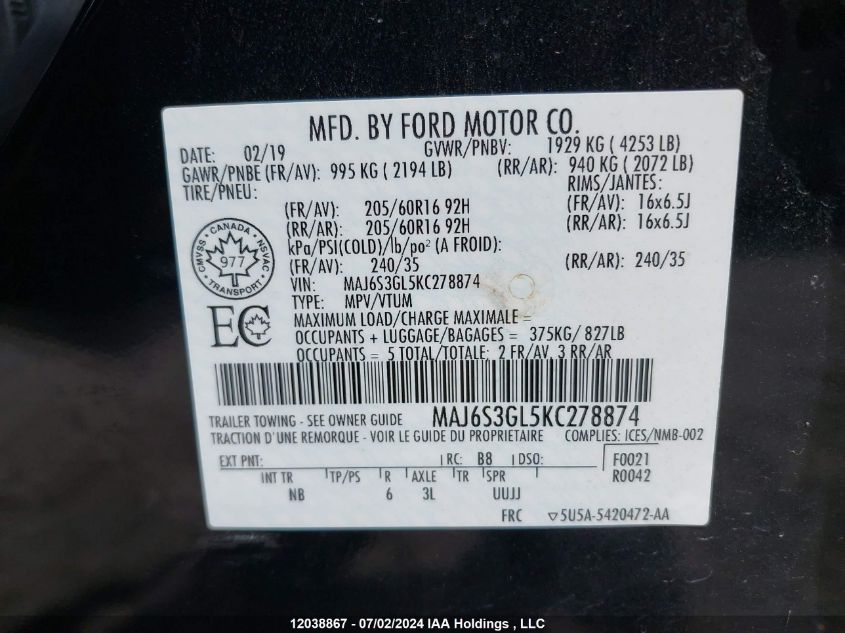 MFD. BY FORD MOTOR CO.
DATE: 02/19 GVWR/PNBV: 1929 KG ( 4253 LB)
GAWR/PNBE (FR/AV): 995 KG ( 2194 LB) (RR/AR): 940 KG ( 2072 LB)
TIRE/PNEU: RIMS/JANTES:
(FR/AV): 205/60R16 92H (FR/AV): 16x6.5J
(RR/AR): 205/60R16 92H (RR/AR): 16x6.5J
kPa/PSI(COLD)/lb/po² (A FROID):
(FR/AV): 240/35 (RR/AR): 240/35
VIN: MAJ6S3GL5KC278874
TYPE: MPV/VTUM
CANADA
CMVSS 977 NSVAC
TRANSPORT
EC
MAXIMUM LOAD/CHARGE MAXIMALE =
OCCUPANTS + LUGGAGE/BAGAGES = 375KG/ 827LB
OCCUPANTS = 5 TOTAL/TOTALE: 2 FR/AV, 3 RR/AR
TRAILER TOWING - SEE OWNER GUIDE MAJ6S3GL5KC278874
TRACTION D'UNE REMORQUE - VOIR LE GUIDE DU PROPRIETAIRE COMPLIES: ICES/NMB-002
EXT PNT: RC: B8 DSO: F0021
INT TR TP/PS R AXLE TR SPR R0042
NB 6 3L UUJJ
FRC ▽5U5A-5420472-AA
12038867 - 07/02/2024 IAA Holdings , LLC